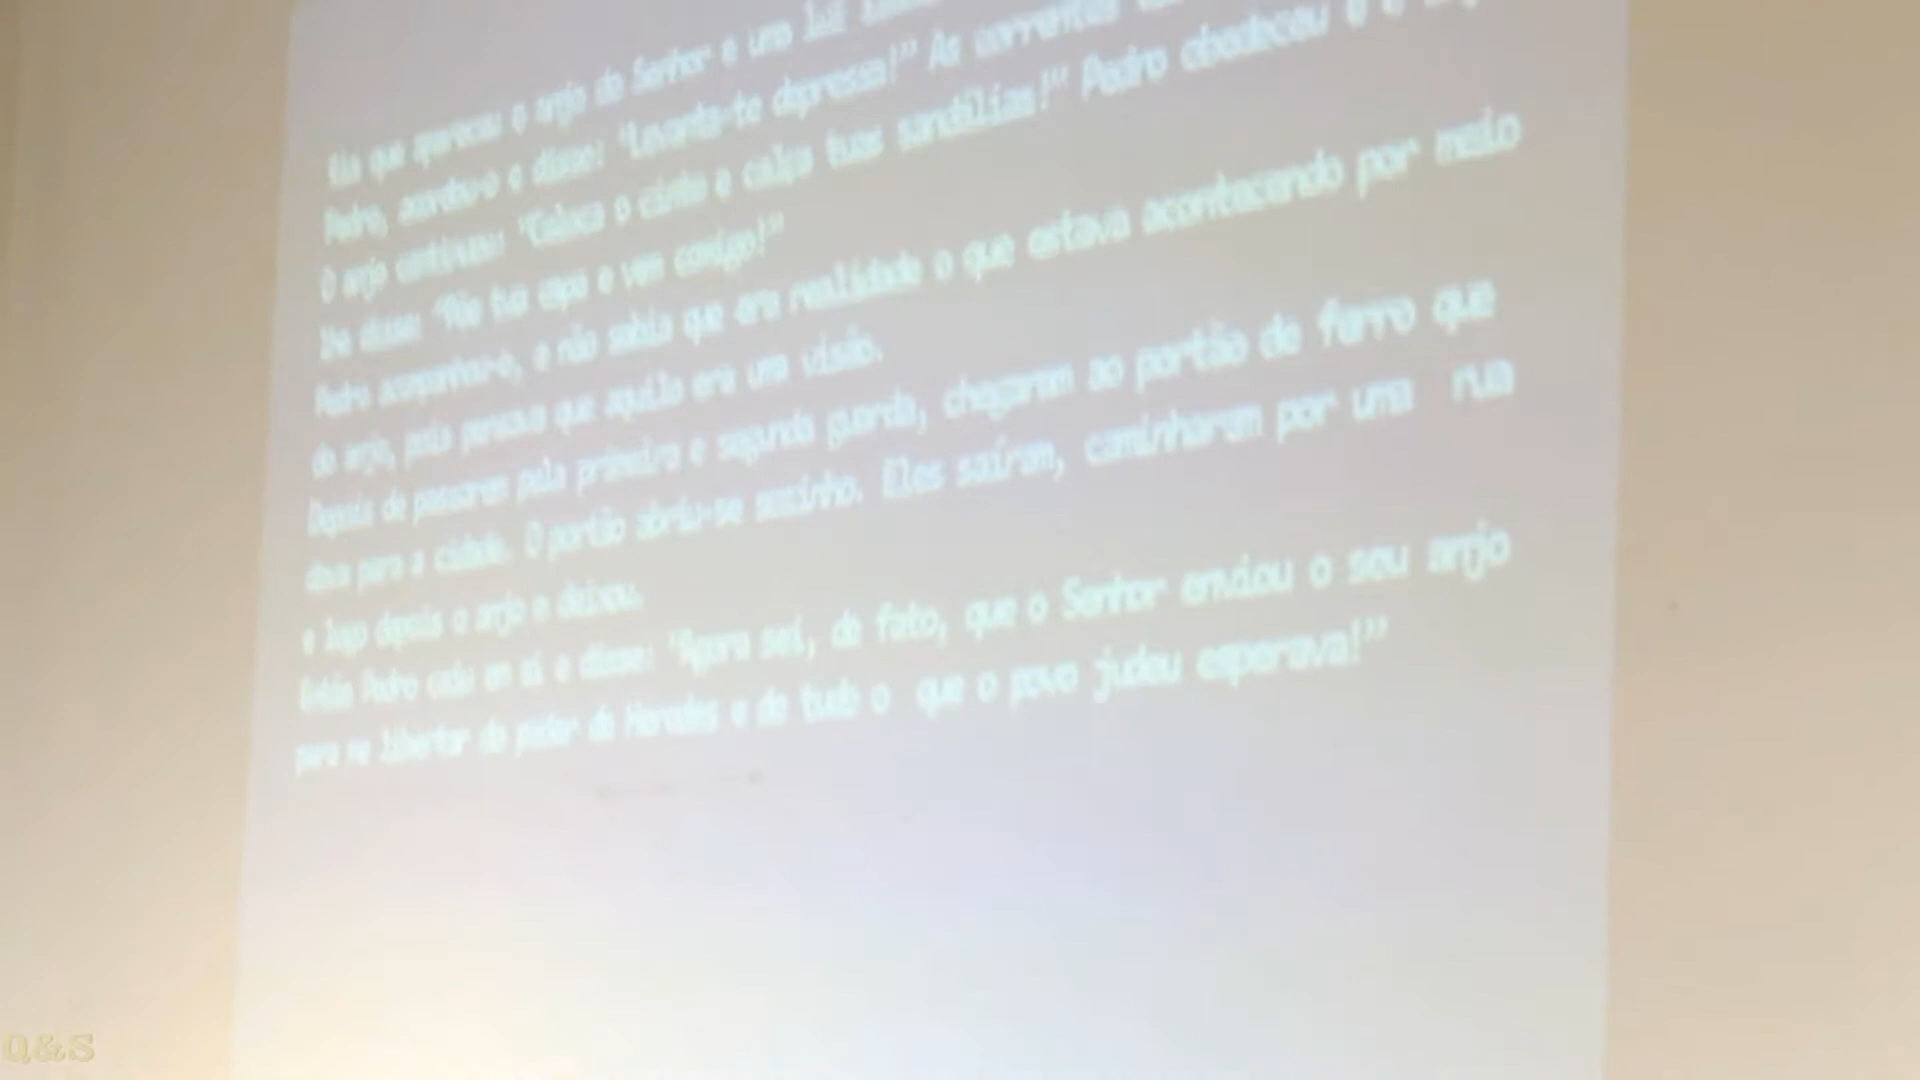 Eis que apareceu o anjo do Senhor e uma luz
Pedro, acordou-o e disse: "Levanta-te depressa!" As correntes
O anjo continuou: "Coloca o cinto e calça tuas sandálias!" Pedro obedeceu e o
lhe disse: "Põe tua capa e vem comigo!"
Pedro acompanhou-o, e não sabia que era realidade o que estava acontecendo por meio
do anjo, pois pensava que aquilo era uma visão.
Depois de passarem pela primeira e segunda guarda, chegaram ao portão de ferro que
dava para a cidade. O portão abriu-se sozinho. Eles saíram, caminharam por uma rua
e logo depois o anjo o deixou.
Então Pedro caiu em si e disse: "Agora sei, de fato, que o Senhor enviou o seu anjo
para me libertar do poder de Herodes e de tudo o que o povo judeu esperava!"
Q&S